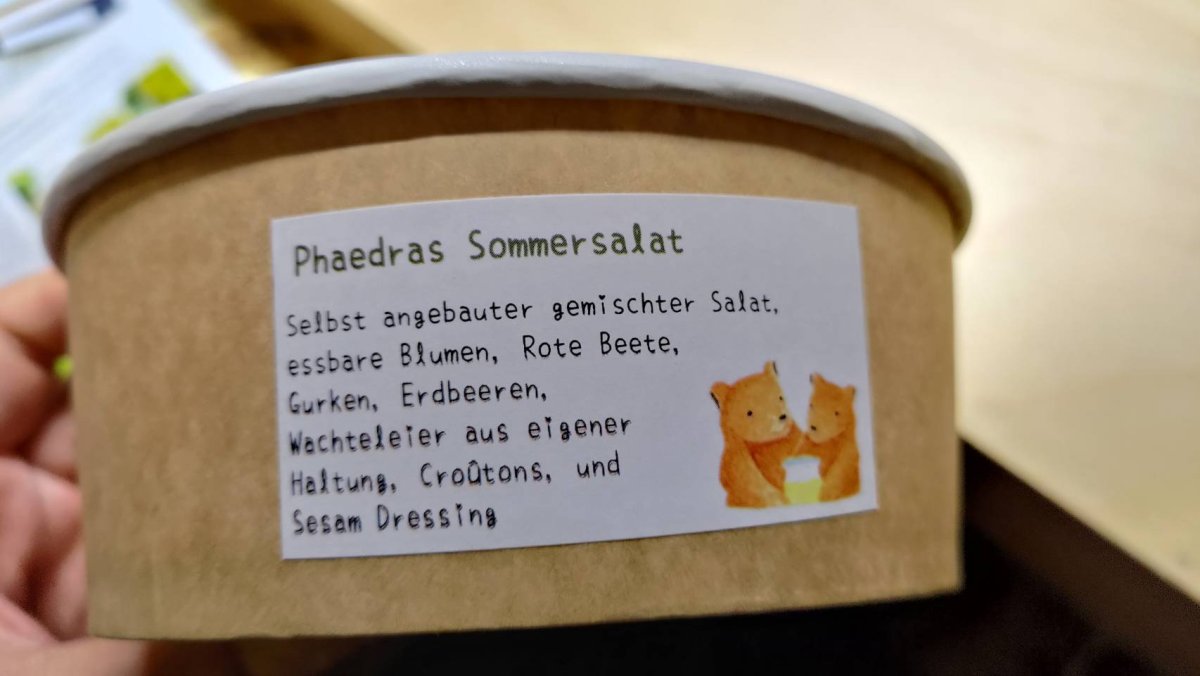 Phaedras Sommersalat
Selbst angebauter gemischter Salat,
essbare Blumen, Rote Beete,
Gurken, Erdbeeren,
Wachteleier aus eigener
Haltung, Croûtons, und
Sesam Dressing